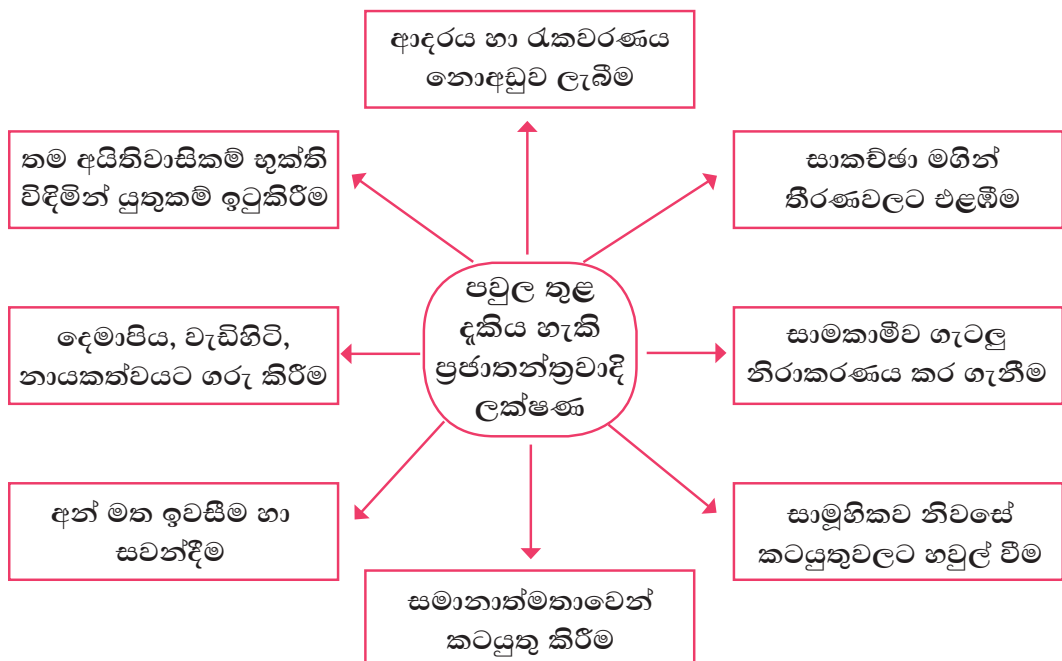 ආදරය හා රැකවරණය
නොඅඩුව ලැබීම
තම අයිතිවාසිකම් භුක්ති
විඳිමින් යුතුකම් ඉටුකිරීම
සාකච්ඡා මගින්
තීරණවලට එළඹීම
පවුල තුළ
දැකිය හැකි
ප්‍රජාතන්ත්‍රවාදි
ලක්ෂණ
දෙමාපිය, වැඩිහිටි,
නායකත්වයට ගරු කිරීම
සාමකාමීව ගැටලු
නිරාකරණය කර ගැනීම
අන් මත ඉවසීම හා
සවන්දීම
සාමූහිකව නිවසේ
කටයුතුවලට හවුල් වීම
සමානාත්මතාවෙන්
කටයුතු කිරීම